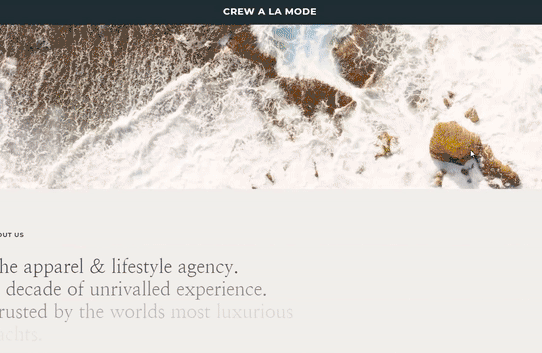 CREW A LA MODE
OUT US
he apparel & lifestyle agency.
decade of unrivalled experience.
rusted by the worlds most luxurious
achts.